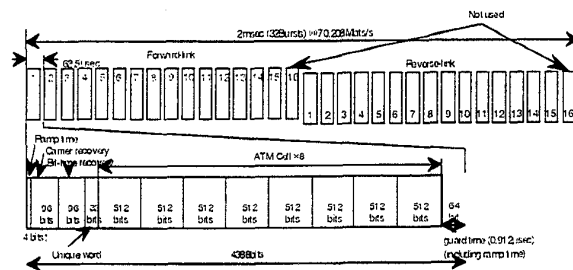 Not used
2msec (32Bursts) 70.208Mbits/s
62.5usec
Forward-link
Reverse-link
1 2 3 4 5 6 7 8 9 10 11 12 13 14 15 16
1 2 3 4 5 6 7 8 9 10 11 12 13 14 15 16
Ramp time
Carrier recovery
Bit-time recovery
ATM Cell ×8
96 bits
96 bits
32 bits
512 bits
512 bits
512 bits
512 bits
512 bits
512 bits
512 bits
512 bits
64 bit
4 bits
Unique word
4388bits
guard time (0.912 μsec)
(including ramp time)